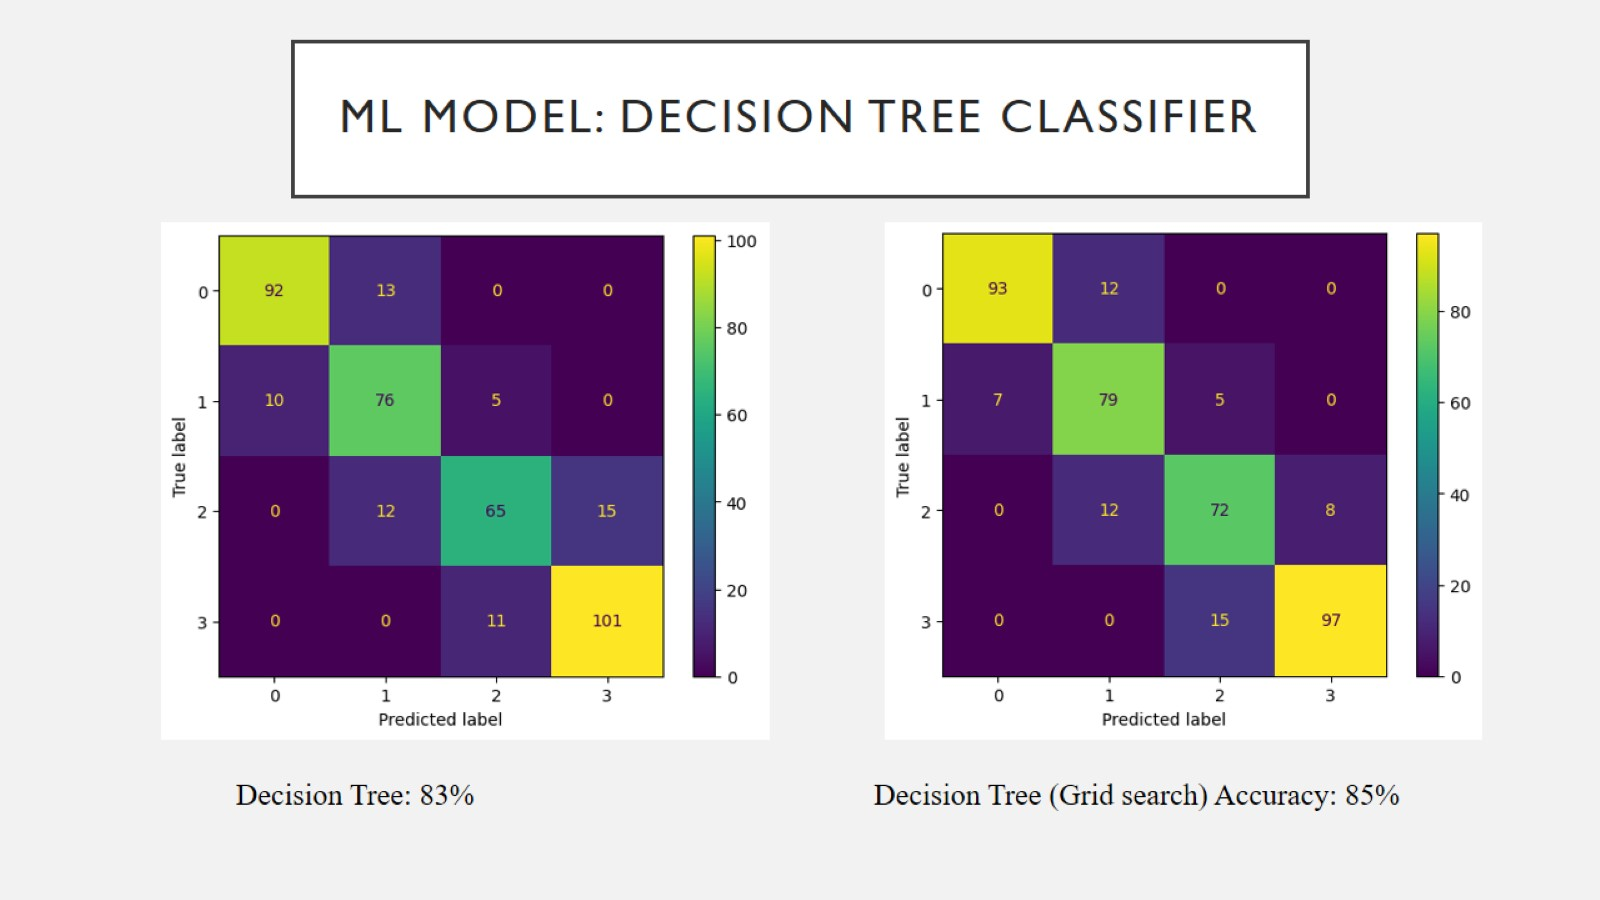 ML MODEL: DECISION TREE CLASSIFIER
True label
0 92 13 0 0
1 10 76 5 0
2 0 12 65 15
3 0 0 11 101
0 1 2 3
Predicted label
100
80
60
40
20
0
True label
0 93 12 0 0
1 7 79 5 0
2 0 12 72 8
3 0 0 15 97
0 1 2 3
Predicted label
80
60
40
20
0
Decision Tree: 83%
Decision Tree (Grid search) Accuracy: 85%